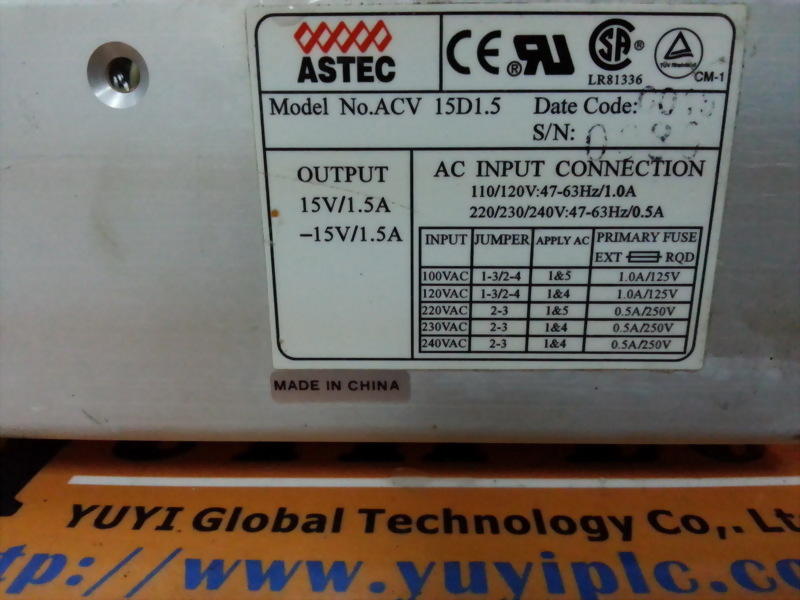 ASTEC
CE ® RU SA ®
LR81336
TÜV Rheinland
CM-1
Model No.ACV 15D1.5 Date Code:
S/N:
OUTPUT
15V/1.5A
−15V/1.5A
AC INPUT CONNECTION
110/120V:47-63Hz/1.0A
220/230/240V:47-63Hz/0.5A
INPUT JUMPER APPLY AC PRIMARY FUSE
EXT RQD
100VAC 1-3/2-4 1&5 1.0A/125V
120VAC 1-3/2-4 1&4 1.0A/125V
220VAC 2-3 1&5 0.5A/250V
230VAC 2-3 1&4 0.5A/250V
240VAC 2-3 1&4 0.5A/250V
MADE IN CHINA
YUYI Global Technology Co,. Lt
tp://www.yuyiplc.co